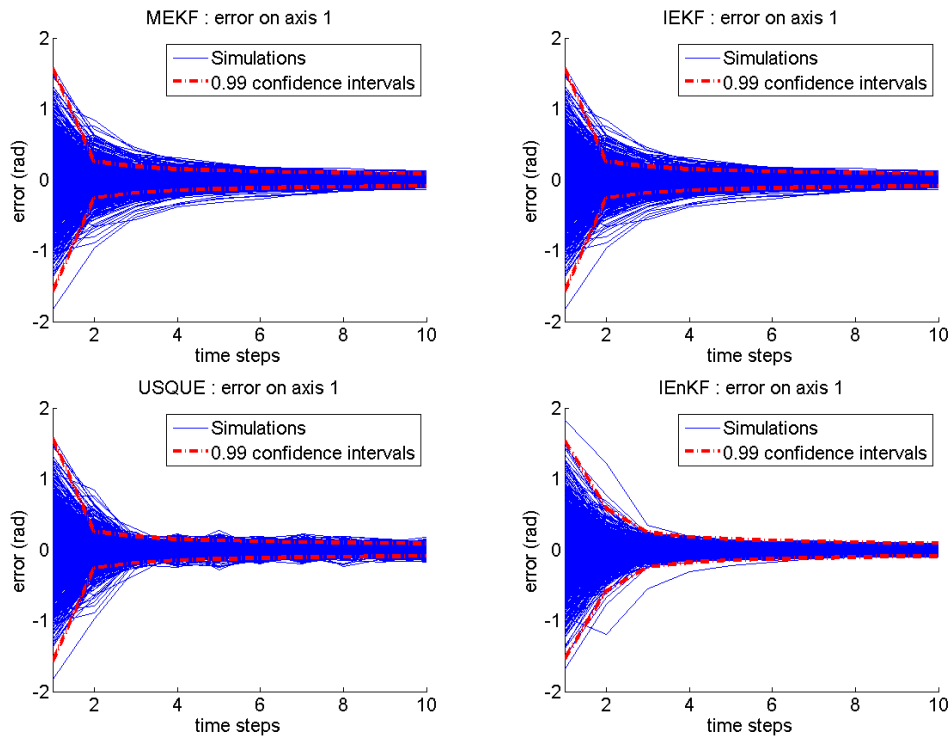 MEKF : error on axis 1
2
1
0
-1
-2
error (rad)
Simulations
0.99 confidence intervals
2 4 6 8 10
time steps
IEKF : error on axis 1
2
1
0
-1
-2
error (rad)
Simulations
0.99 confidence intervals
2 4 6 8 10
time steps
USQUE : error on axis 1
2
1
0
-1
-2
error (rad)
Simulations
0.99 confidence intervals
2 4 6 8 10
time steps
IEnKF : error on axis 1
2
1
0
-1
-2
error (rad)
Simulations
0.99 confidence intervals
2 4 6 8 10
time steps